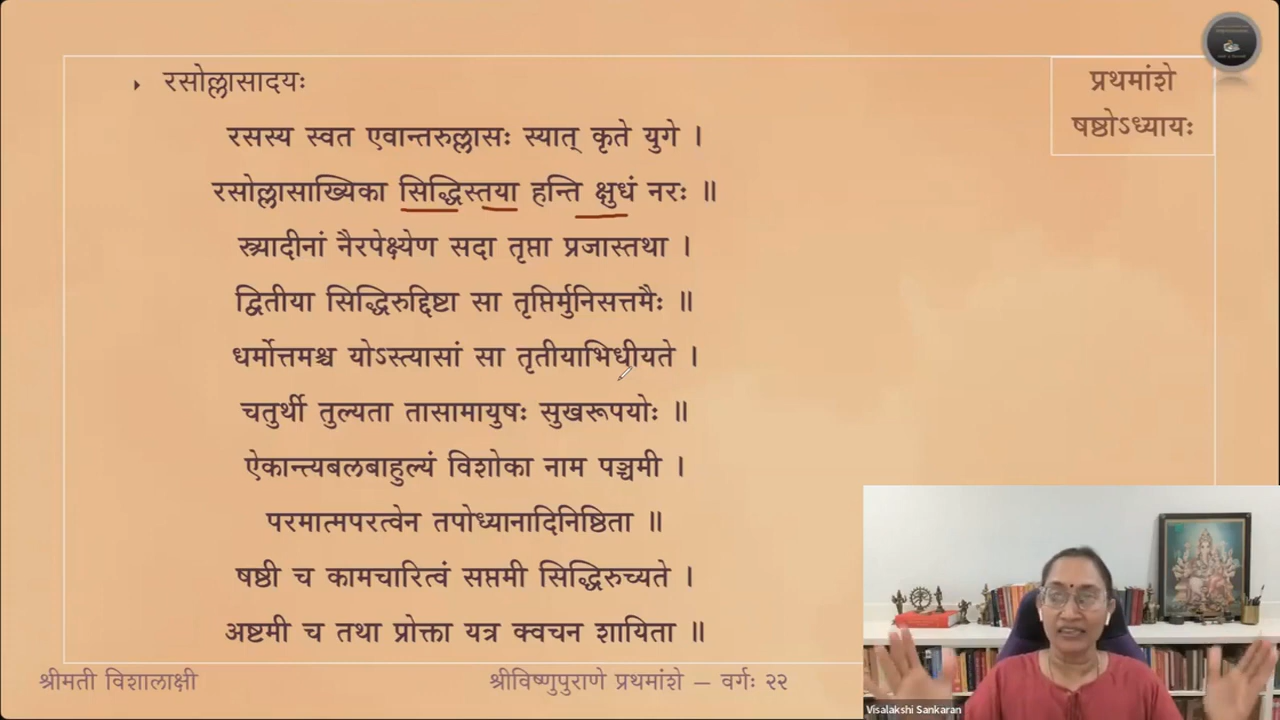 रसोल्लासादयः
प्रथमांशे
षष्ठोऽध्यायः
रसस्य स्वत एवान्तरुल्लासः स्यात् कृते युगे ।
रसोल्लासाख्यिका सिद्धिस्तया हन्ति क्षुधं नरः ॥
स्त्र्यादीनां नैरपेक्ष्येण सदा तृप्ता प्रजास्तथा ।
द्वितीया सिद्धिरुद्दिष्टा सा तृप्तिर्मुनिसत्तमैः ॥
धर्मोत्तमश्च योऽस्त्यासां सा तृतीयाभिधीयते ।
चतुर्थी तुल्यता तासामायुषः सुखरूपयोः ॥
ऐकान्त्यबलबाहुल्यं विशोका नाम पञ्चमी ।
परमात्मपरत्वेन तपोध्यानादिनिष्ठिता ॥
षष्ठी च कामचारित्वं सप्तमी सिद्धिरुच्यते ।
अष्टमी च तथा प्रोक्ता यत्र क्वचन शायिता ॥
श्रीमती विशालाक्षी
श्रीविष्णुपुराणे प्रथमांशे – वर्गः २२
Visalakshi Sankaran